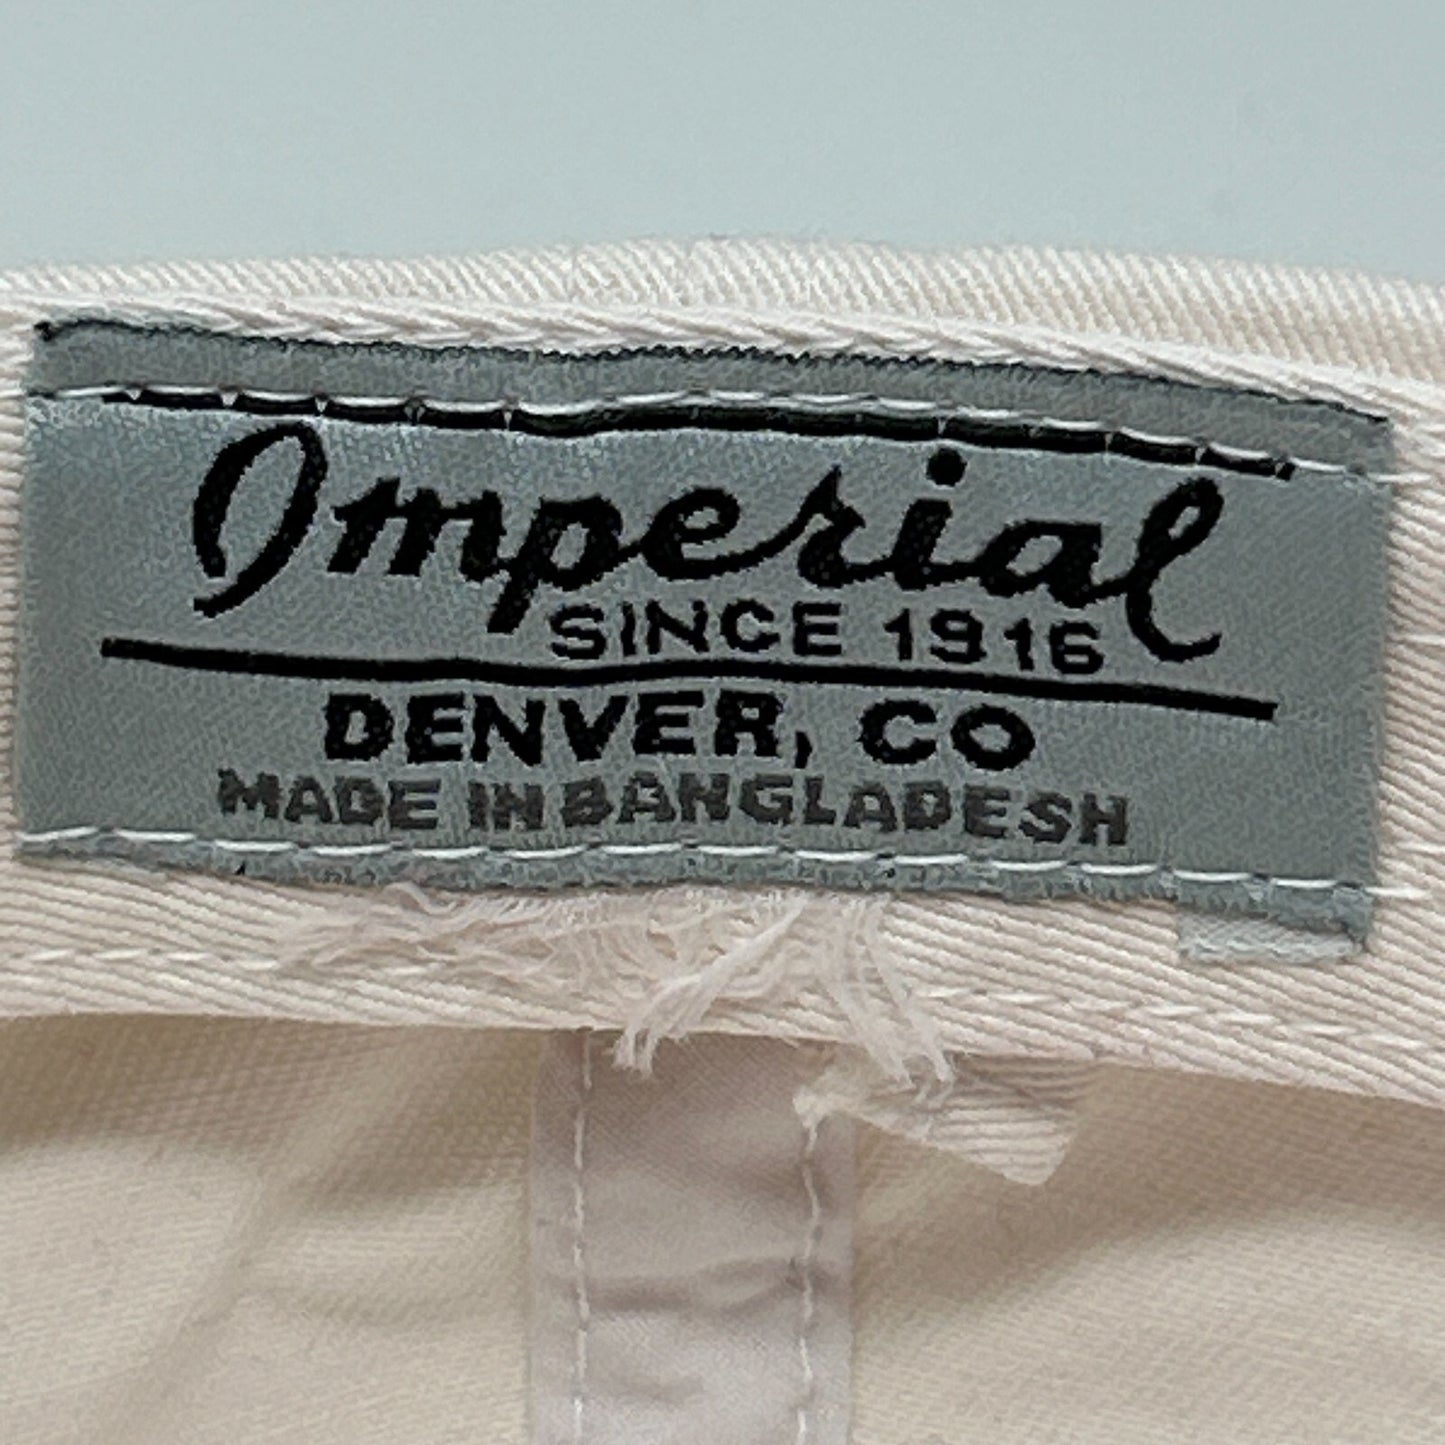 Imperial
SINCE 1916
DENVER, CO
MADE IN BANGLADESH